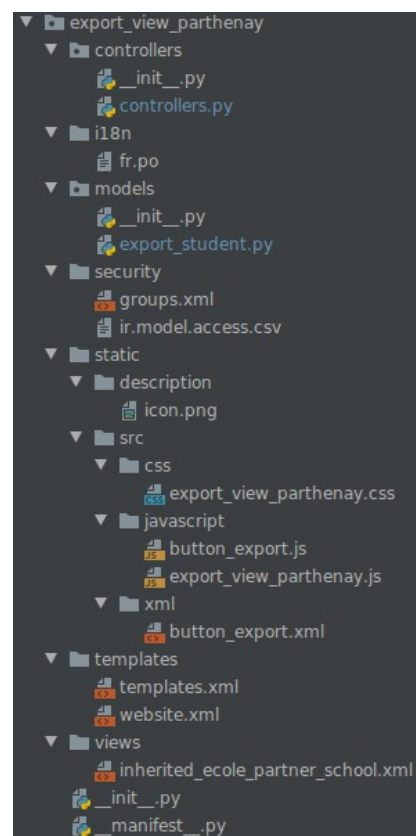 export_view_parthenay
controllers
__init__.py
controllers.py
i18n
fr.po
models
__init__.py
export_student.py
security
groups.xml
ir.model.access.csv
static
description
icon.png
src
css
export_view_parthenay.css
javascript
button_export.js
export_view_parthenay.js
xml
button_export.xml
templates
templates.xml
website.xml
views
inherited_ecole_partner_school.xml
__init__.py
__manifest__.py